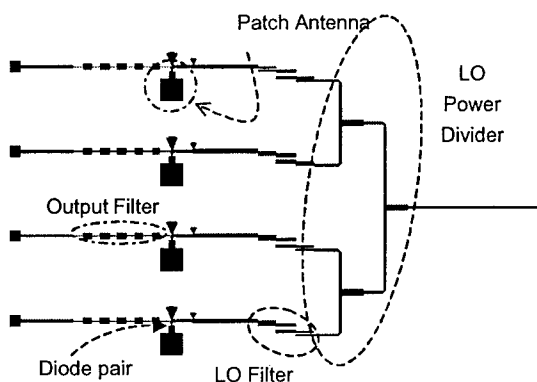 Patch Antenna
LO
Power
Divider
Output Filter
Diode pair
LO Filter